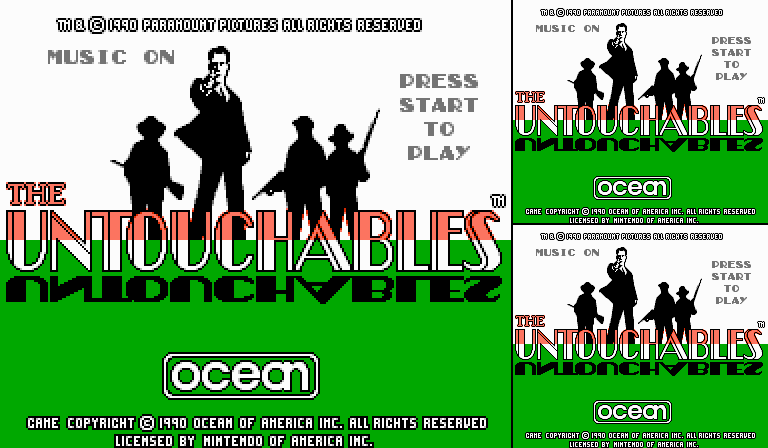 TM & © 1990 PARAMOUNT PICTURES ALL RIGHTS RESERVED
MUSIC ON
PRESS
START
TO
PLAY
THE
UNTOUCHABLES TM
UNTOUCHABLES
ocean
GAME COPYRIGHT © 1990 OCEAN OF AMERICA INC. ALL RIGHTS RESERVED
LICENSED BY NINTENDO OF AMERICA INC.
TM & © 1990 PARAMOUNT PICTURES ALL RIGHTS RESERVED
MUSIC ON
PRESS
START
TO
PLAY
THE
UNTOUCHABLES TM
UNTOUCHABLES
ocean
GAME COPYRIGHT © 1990 OCEAN OF AMERICA INC. ALL RIGHTS RESERVED
LICENSED BY NINTENDO OF AMERICA INC.
TM & © 1990 PARAMOUNT PICTURES ALL RIGHTS RESERVED
MUSIC ON
PRESS
START
TO
PLAY
THE
UNTOUCHABLES TM
UNTOUCHABLES
ocean
GAME COPYRIGHT © 1990 OCEAN OF AMERICA INC. ALL RIGHTS RESERVED
LICENSED BY NINTENDO OF AMERICA INC.